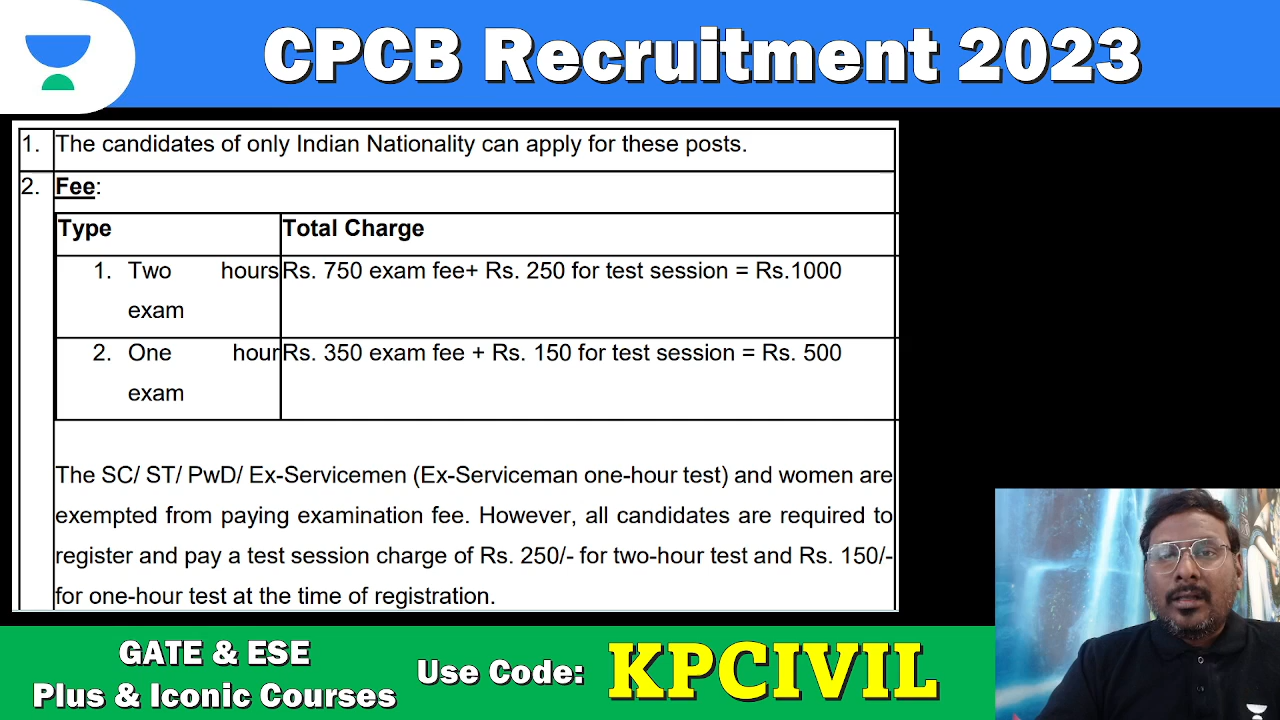 CPCB Recruitment 2023
1. The candidates of only Indian Nationality can apply for these posts.
2. Fee:
Type Total Charge
1. Two hours Rs. 750 exam fee+ Rs. 250 for test session = Rs.1000
exam
2. One hour Rs. 350 exam fee + Rs. 150 for test session = Rs. 500
exam
The SC/ ST/ PwD/ Ex-Servicemen (Ex-Serviceman one-hour test) and women are
exempted from paying examination fee. However, all candidates are required to
register and pay a test session charge of Rs. 250/- for two-hour test and Rs. 150/-
for one-hour test at the time of registration.
GATE & ESE
Plus & Iconic Courses
Use Code: KPCIVIL